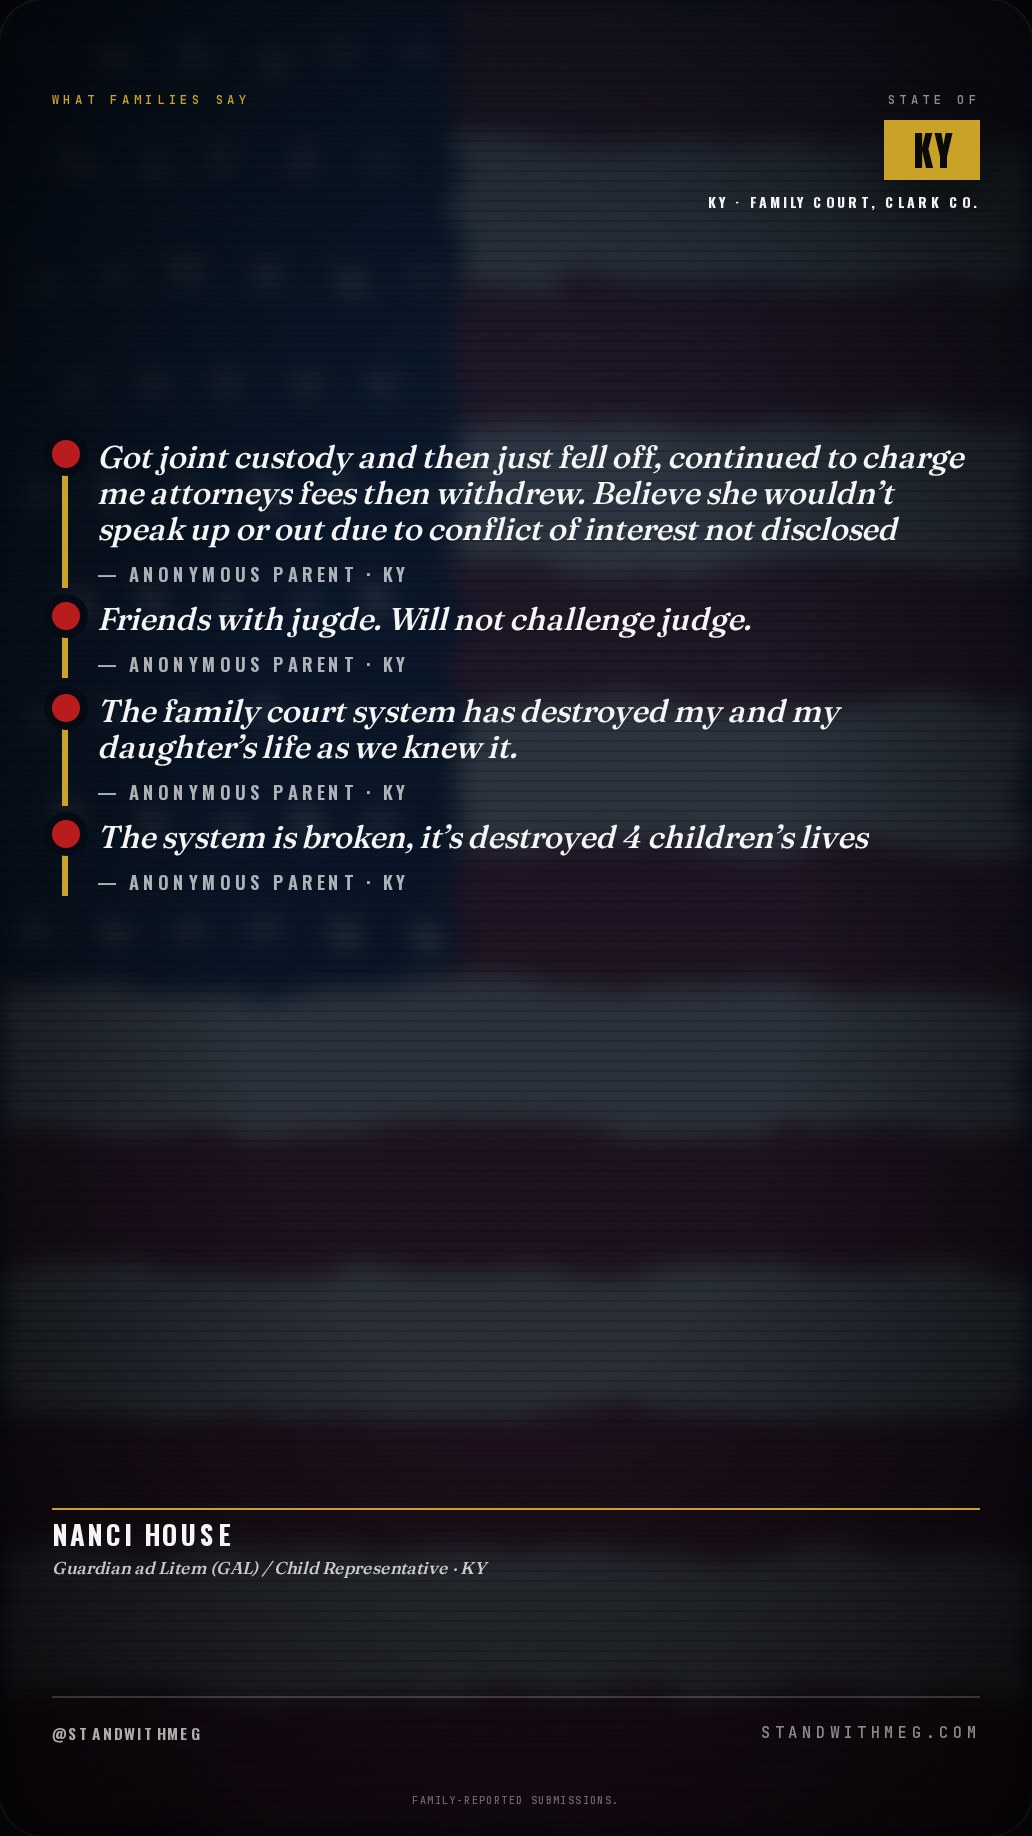 WHAT FAMILIES SAY
STATE OF
KY
KY · FAMILY COURT, CLARK CO.
Got joint custody and then just fell off, continued to charge
me attorneys fees then withdrew. Believe she wouldn’t
speak up or out due to conflict of interest not disclosed
— ANONYMOUS PARENT · KY
Friends with jugde. Will not challenge judge.
— ANONYMOUS PARENT · KY
The family court system has destroyed my and my
daughter’s life as we knew it.
— ANONYMOUS PARENT · KY
The system is broken, it’s destroyed 4 children’s lives
— ANONYMOUS PARENT · KY
NANCI HOUSE
Guardian ad Litem (GAL) / Child Representative · KY
@STANDWITHMEG
STANDWITHMEG.COM
FAMILY-REPORTED SUBMISSIONS.